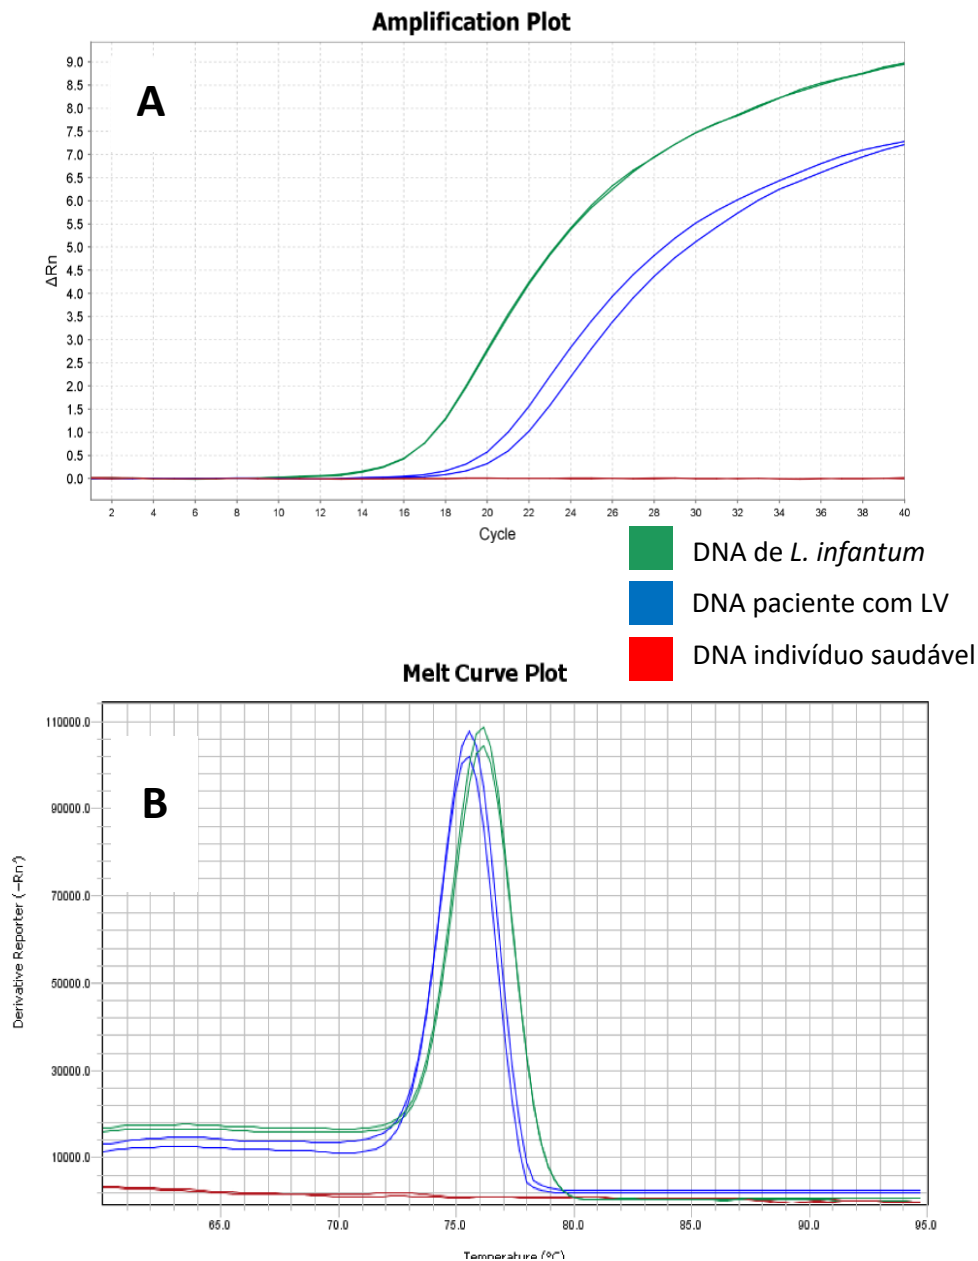 Amplification Plot
A
9.0
8.5
8.0
7.5
7.0
6.5
6.0
5.5
5.0
4.5
4.0
3.5
3.0
2.5
2.0
1.5
1.0
0.5
0.0
ΔRn
2 4 6 8 10 12 14 16 18 20 22 24 26 28 30 32 34 36 38 40
Cycle
DNA de L. infantum
DNA paciente com LV
DNA indivíduo saudável
Melt Curve Plot
B
110000.0
90000.0
70000.0
50000.0
30000.0
10000.0
Derivative Reporter (-Rn')
65.0 70.0 75.0 80.0 85.0 90.0 95.0
Temperature (°C)